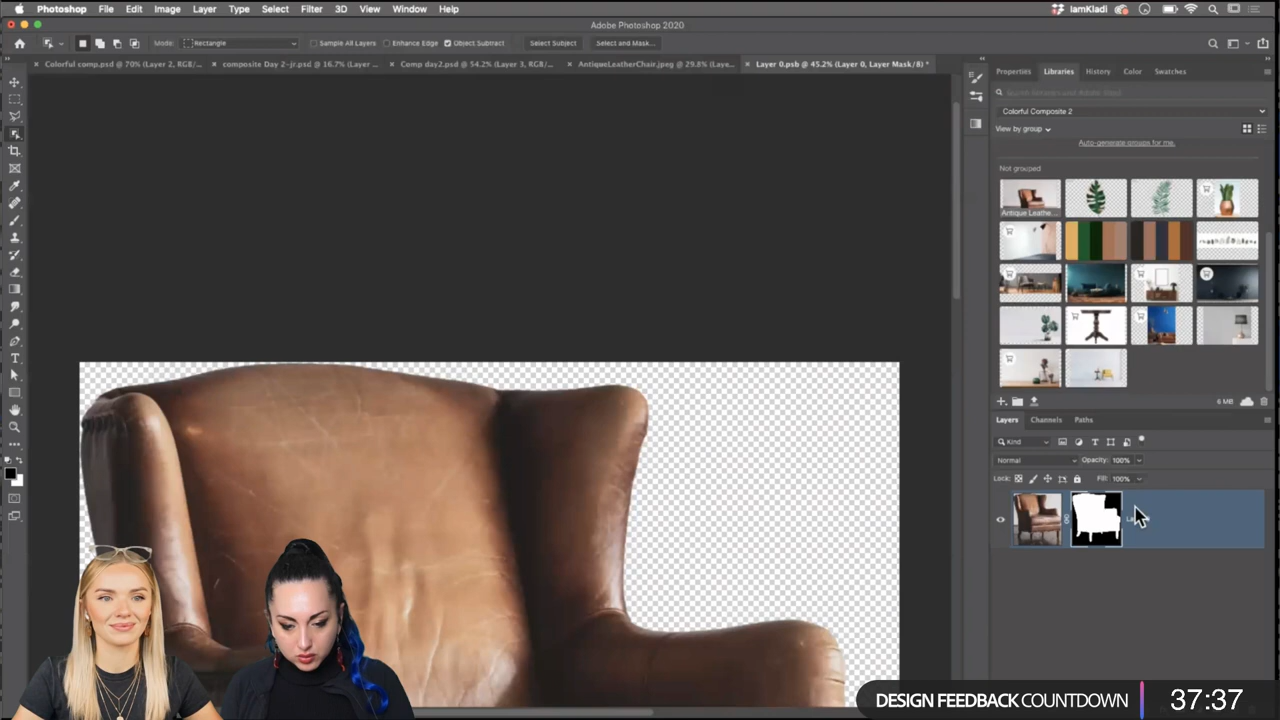 Photoshop File Edit Image Layer Type Select Filter 3D View Window Help IamKladi
Adobe Photoshop 2020
Mode: Rectangle Sample All Layers Enhance Edge Object Subtract Select Subject Select and Mask...
Colorful comp.psd @ 70% (Layer 2, RGB/... composite Day 2-jr.psd @ 16.7% (Layer ... Comp day2.psd @ 54.2% (Layer 3, RGB/... AntiqueLeatherChair.jpeg @ 29.8% (Laye... Layer 0.psb @ 45.2% (Layer 0, Layer Mask/8) *
Properties Libraries History Color Swatches
Colorful Composite 2
View by group
Auto-generate groups for me.
Not grouped
Antique Leathe...
6 MB
Layers Channels Paths
Kind
Normal Opacity: 100%
Lock: Fill: 100%
DESIGN FEEDBACK COUNTDOWN 37:37